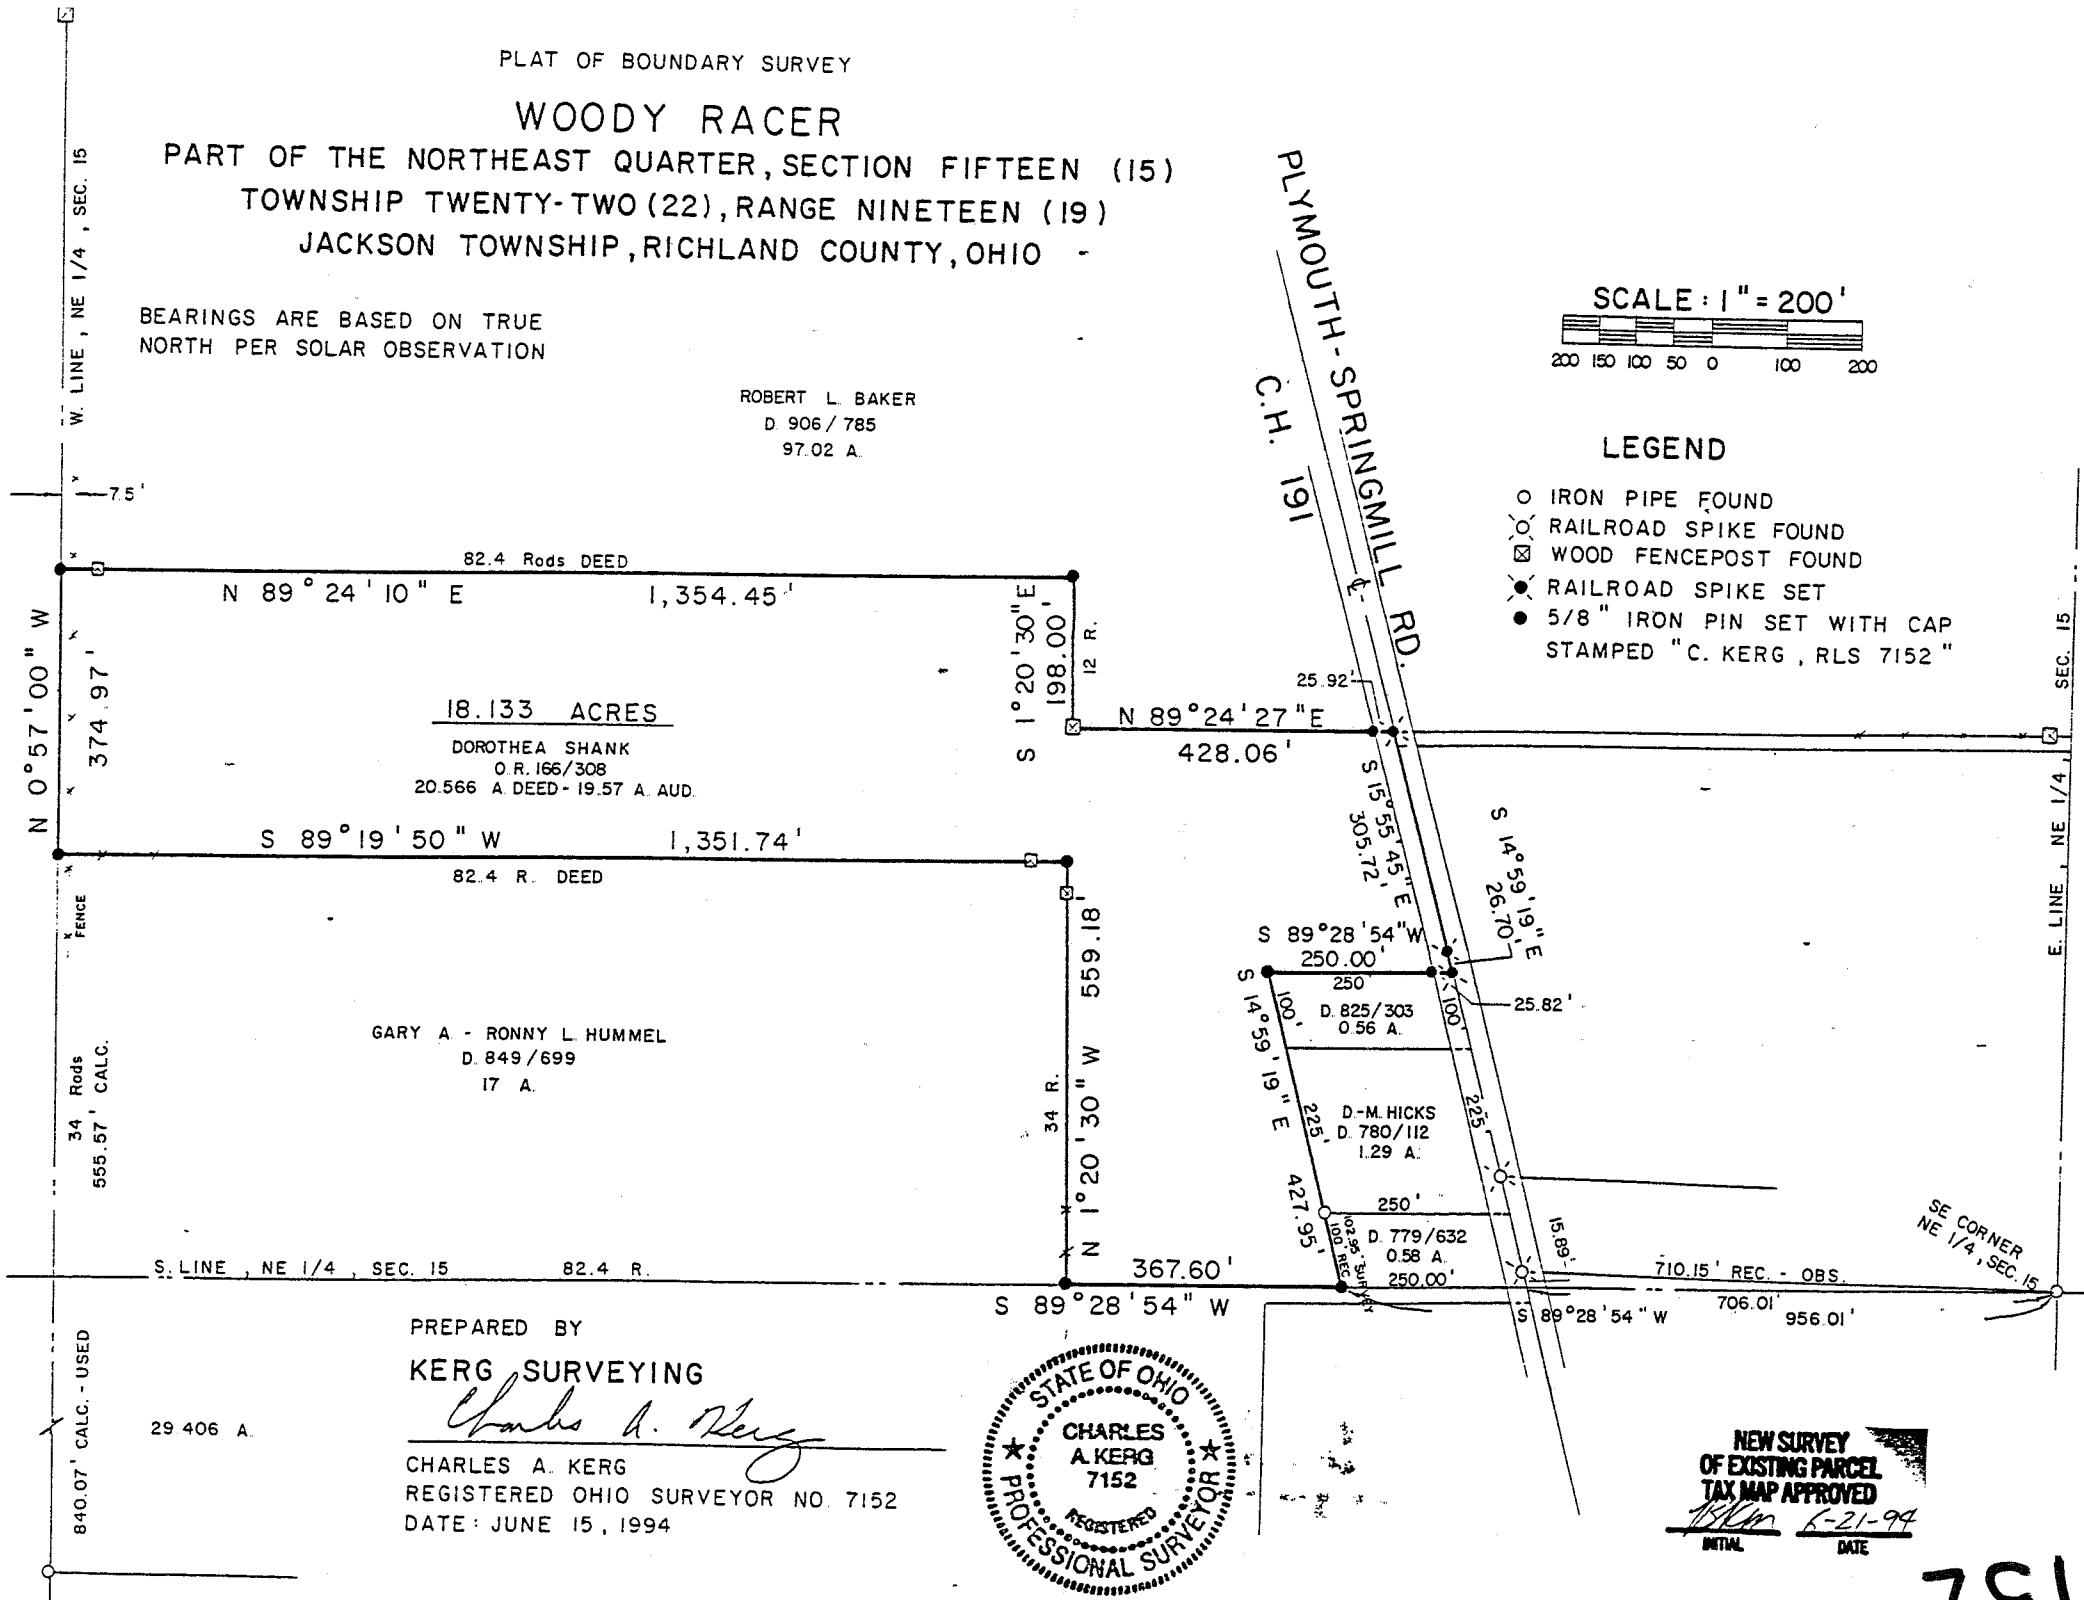 PLAT OF BOUNDARY SURVEY
WOODY RACER
PART OF THE NORTHEAST QUARTER, SECTION FIFTEEN (15)
TOWNSHIP TWENTY-TWO (22), RANGE NINETEEN (19)
JACKSON TOWNSHIP, RICHLAND COUNTY, OHIO
BEARINGS ARE BASED ON TRUE
NORTH PER SOLAR OBSERVATION
W. LINE, NE 1/4, SEC. 15
7.5'
ROBERT L. BAKER
D. 906/785
97.02 A.
PLYMOUTH-SPRINGMILL RD.
C.H. 191
SCALE: 1" = 200'
200 150 100 50 0 100 200
LEGEND
IRON PIPE FOUND
RAILROAD SPIKE FOUND
WOOD FENCEPOST FOUND
RAILROAD SPIKE SET
5/8" IRON PIN SET WITH CAP
STAMPED "C. KERG, RLS 7152"
82.4 Rods DEED
N 89°24'10" E 1,354.45'
N 0°57'00" W
374.97'
S 1°20'30" E
198.00'
12 R.
25.92'
N 89°24'27" E
428.06'
18.133 ACRES
DOROTHEA SHANK
O.R. 166/308
20.566 A. DEED - 19.57 A. AUD.
S 89°19'50" W 1,351.74'
82.4 R. DEED
S 15°55'45" E
305.72'
S 14°59'19" E
26.70'
E. LINE, NE 1/4, SEC. 15
FENCE
S 89°28'54" W
250.00'
250'
25.82'
D. 825/303
0.56 A.
100'
100'
559.18'
N 1°20'30" W
34 R.
S 14°59'19" E
427.95'
GARY A. - RONNY L. HUMMEL
D. 849/699
17 A.
34 Rods
555.57' CALC.
D.-M. HICKS
D. 780/112
1.29 A.
225'
225'
250'
D. 779/632
0.58 A.
250.00'
102.95' SURVEY
100' REC.
15.89'
SE CORNER
NE 1/4, SEC. 15
S. LINE, NE 1/4, SEC. 15 82.4 R.
367.60'
S 89°28'54" W
710.15' REC. - OBS.
706.01'
S 89°28'54" W
956.01'
PREPARED BY
KERG SURVEYING
Charles A. Kerg
CHARLES A. KERG
REGISTERED OHIO SURVEYOR NO. 7152
DATE: JUNE 15, 1994
840.07' CALC. - USED
29.406 A.
STATE OF OHIO
CHARLES
A. KERG
7152
REGISTERED
PROFESSIONAL SURVEYOR
NEW SURVEY
OF EXISTING PARCEL
TAX MAP APPROVED
6-21-94
INITIAL DATE